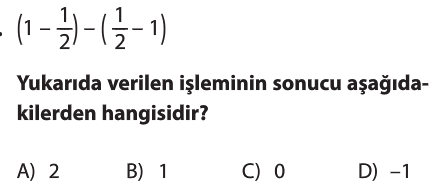 (1 - 1/2) - (1/2 - 1)
Yukarıda verilen işleminin sonucu aşağıda-
kilerden hangisidir?
A) 2 B) 1 C) 0 D) –1